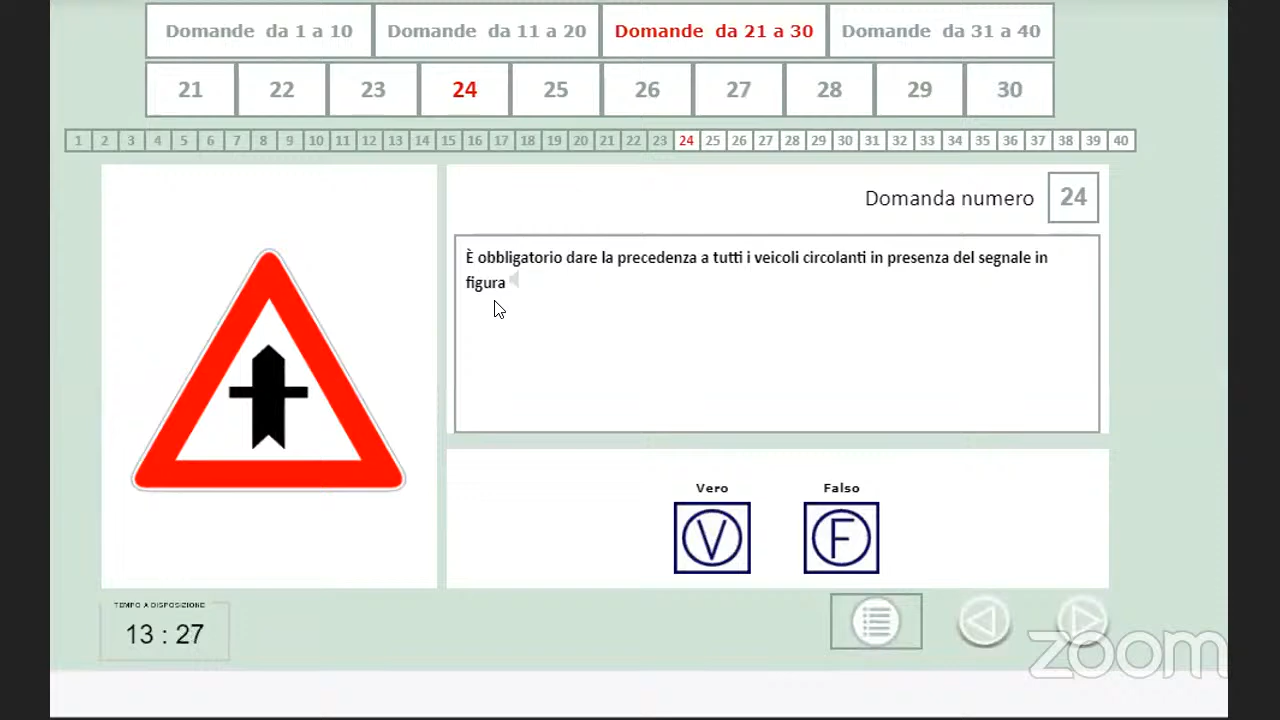 Domande da 1 a 10 Domande da 11 a 20 Domande da 21 a 30 Domande da 31 a 40
21 22 23 24 25 26 27 28 29 30
1 2 3 4 5 6 7 8 9 10 11 12 13 14 15 16 17 18 19 20 21 22 23 24 25 26 27 28 29 30 31 32 33 34 35 36 37 38 39 40
Domanda numero 24
È obbligatorio dare la precedenza a tutti i veicoli circolanti in presenza del segnale in
figura
Vero Falso
V F
TEMPO A DISPOSIZIONE
13 : 27
zoom